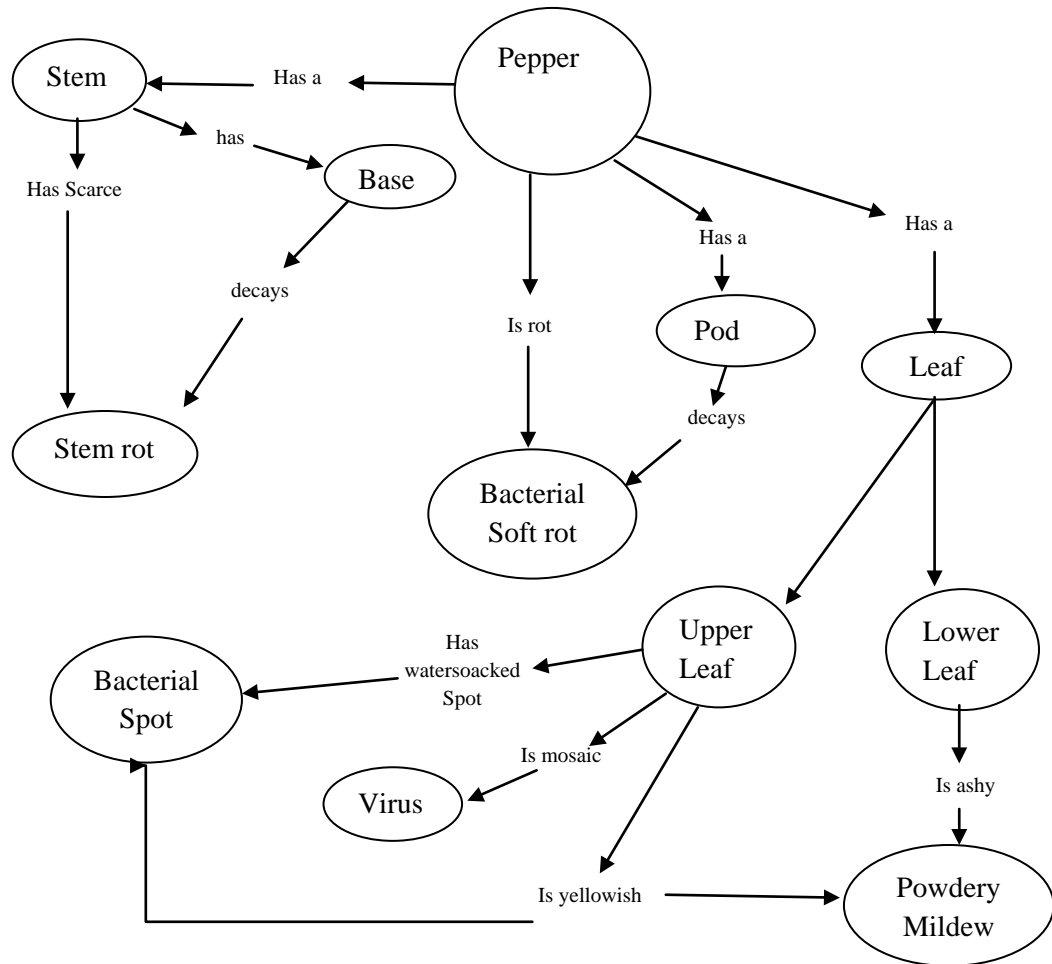 Pepper
Stem
Has a
has
Base
Has Scarce
Has a
Has a
decays
Is rot
Pod
Leaf
decays
Stem rot
Bacterial
Soft rot
Upper
Leaf
Lower
Leaf
Has
watersoacked
Spot
Bacterial
Spot
Is mosaic
Virus
Is ashy
Is yellowish
Powdery
Mildew